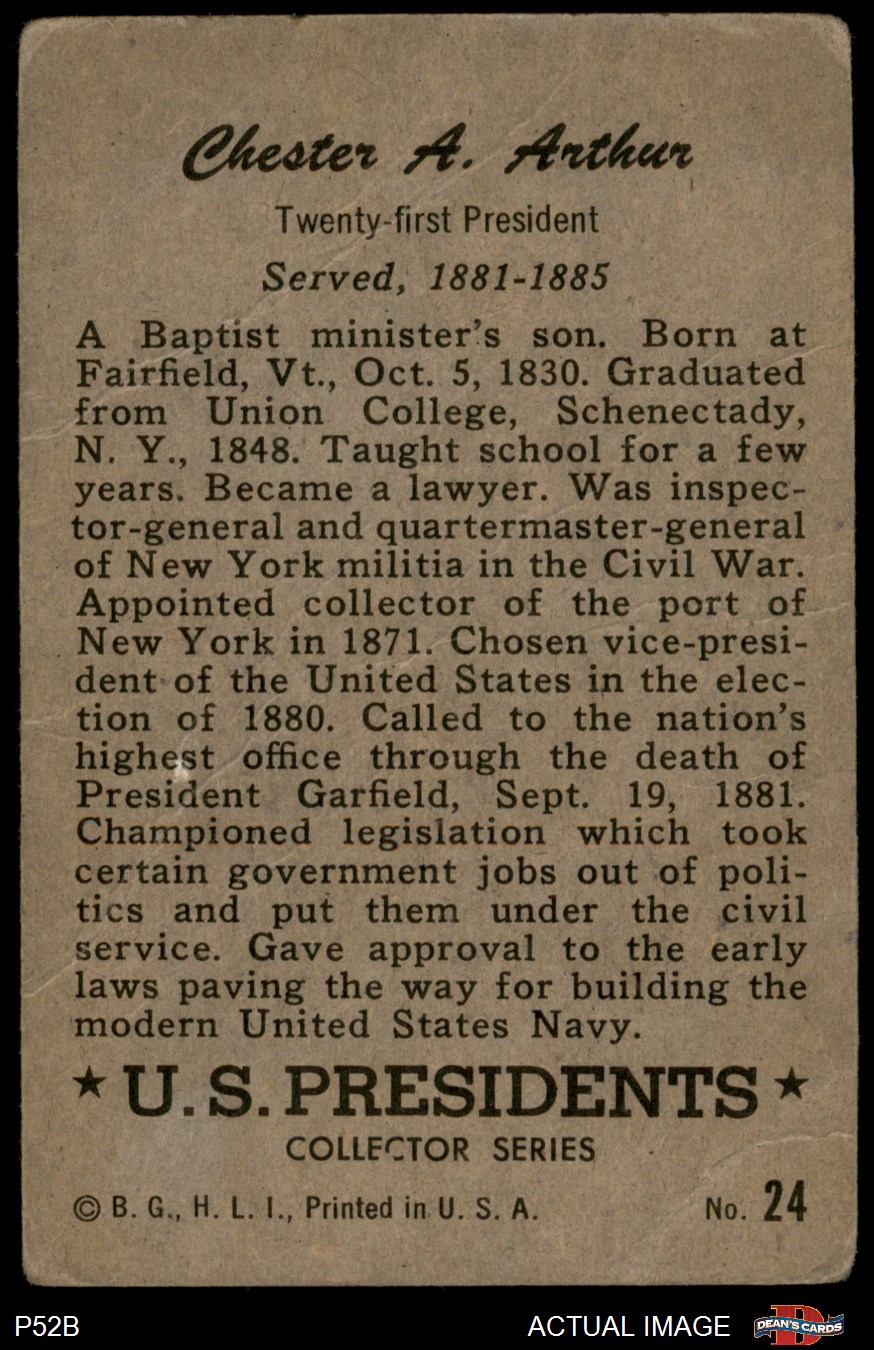 Chester A. Arthur
Twenty-first President
Served, 1881-1885
A Baptist minister's son. Born at
Fairfield, Vt., Oct. 5, 1830. Graduated
from Union College, Schenectady,
N. Y., 1848. Taught school for a few
years. Became a lawyer. Was inspec-
tor-general and quartermaster-general
of New York militia in the Civil War.
Appointed collector of the port of
New York in 1871. Chosen vice-presi-
dent of the United States in the elec-
tion of 1880. Called to the nation's
highest office through the death of
President Garfield, Sept. 19, 1881.
Championed legislation which took
certain government jobs out of poli-
tics and put them under the civil
service. Gave approval to the early
laws paving the way for building the
modern United States Navy.
★ U.S. PRESIDENTS ★
COLLECTOR SERIES
© B. G., H. L. I., Printed in U. S. A. No. 24
P52B ACTUAL IMAGE D DEAN'S CARDS